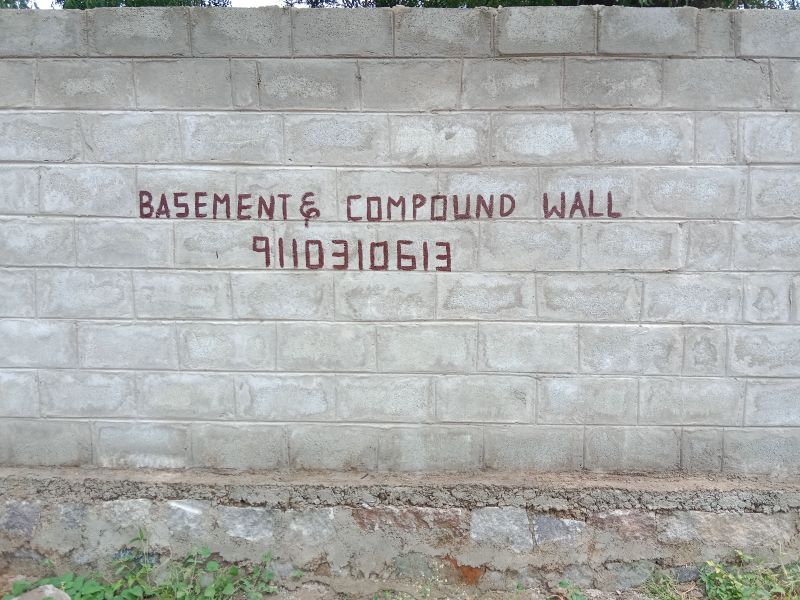 BASEMENT & COMPOUND WALL
9110310613